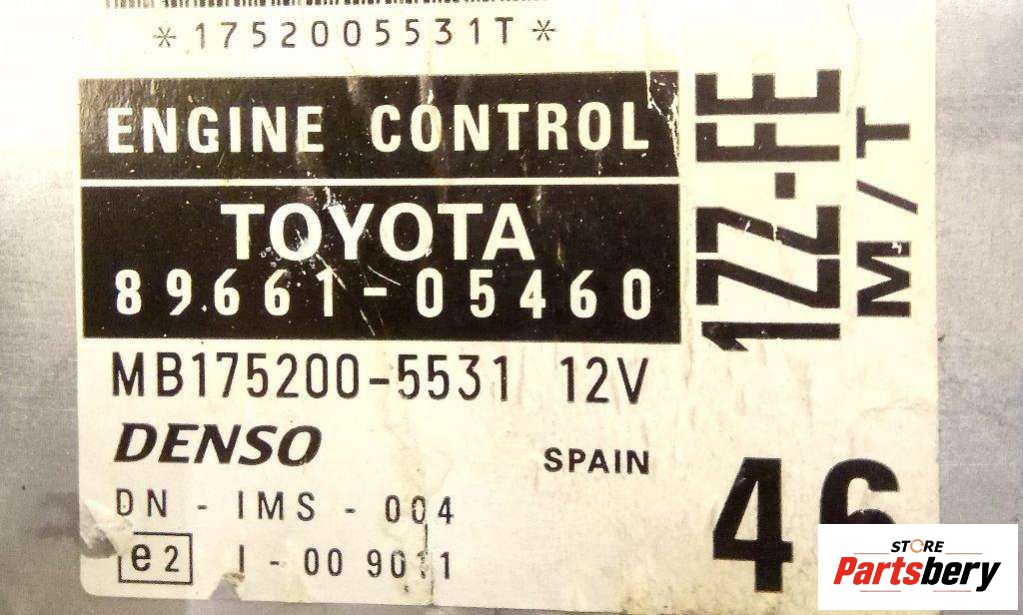 *1752005531T*
ENGINE CONTROL
TOYOTA
89661-05460
MB175200-5531 12V
DENSO
SPAIN
DN - IMS - 004
e2 I - 009011
1ZZ-FE
M/T
46
STORE
Partsbery